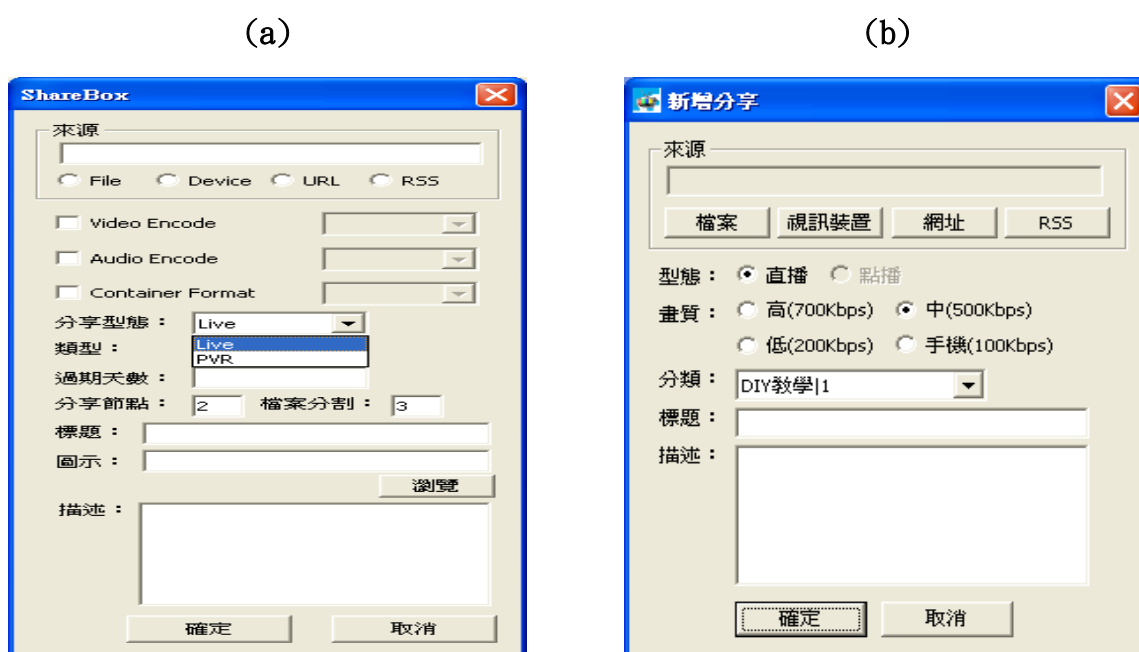 (a)
(b)
ShareBox
來源
File Device URL RSS
Video Encode
Audio Encode
Container Format
分享型態： Live
Live
PVR
類型：
過期天數：
分享節點： 2 檔案分割： 3
標題：
圖示：
瀏覽
描述：
確定 取消
新增分享
來源
檔案 視訊裝置 網址 RSS
型態： 直播 點播
畫質： 高(700Kbps) 中(500Kbps)
低(200Kbps) 手機(100Kbps)
分類： DIY教學|1
標題：
描述：
確定 取消